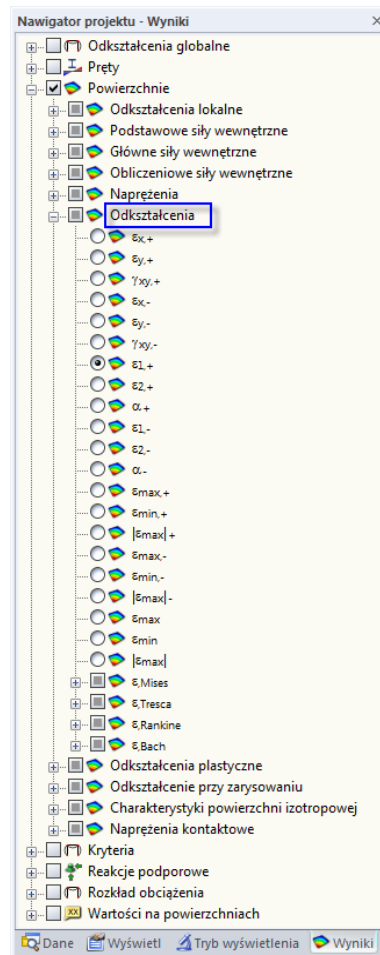 Nawigator projektu - Wyniki
Odkształcenia globalne
Pręty
Powierzchnie
Odkształcenia lokalne
Podstawowe siły wewnętrzne
Główne siły wewnętrzne
Obliczeniowe siły wewnętrzne
Naprężenia
Odkształcenia
εx,+
εy,+
γxy,+
εx,-
εy,-
γxy,-
ε1,+
ε2,+
α,+
ε1,-
ε2,-
α,-
εmax,+
εmin,+
|εmax|+
εmax,-
εmin,-
|εmax|-
εmax
εmin
|εmax|
ε,Mises
ε,Tresca
ε,Rankine
ε,Bach
Odkształcenia plastyczne
Odkształcenie przy zarysowaniu
Charakterystyki powierzchni izotropowej
Naprężenia kontaktowe
Kryteria
Reakcje podporowe
Rozkład obciążenia
xx Wartości na powierzchniach
Dane Wyświetl Tryb wyświetlenia Wyniki